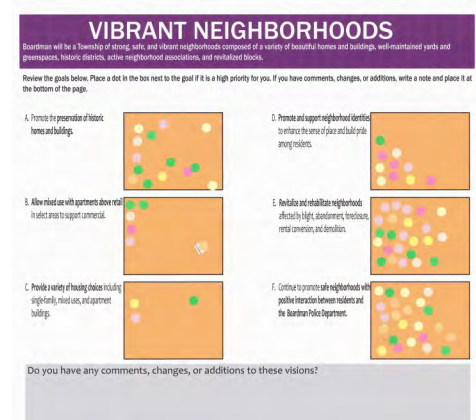 VIBRANT NEIGHBORHOODS
Boardman will be a Township of strong, safe, and vibrant neighborhoods composed of a variety of beautiful homes and buildings, well-maintained yards and
greenspaces, historic districts, active neighborhood associations, and revitalized blocks.
Review the goals below. Place a dot in the box next to the goal if it is a high priority for you. If you have comments, changes, or additions, write a note and place it at
the bottom of the page.
A. Promote the preservation of historic
homes and buildings.
B. Allow mixed use with apartments above retail
in select areas to support commercial.
C. Provide a variety of housing choices including
single-family, mixed uses, and apartment
buildings.
D. Promote and support neighborhood identities
to enhance the sense of place and build pride
among residents.
E. Revitalize and rehabilitate neighborhoods
affected by blight, abandonment, foreclosure,
rental conversion, and demolition.
F. Continue to promote safe neighborhoods with
positive interaction between residents and
the Boardman Police Department.
Do you have any comments, changes, or additions to these visions?